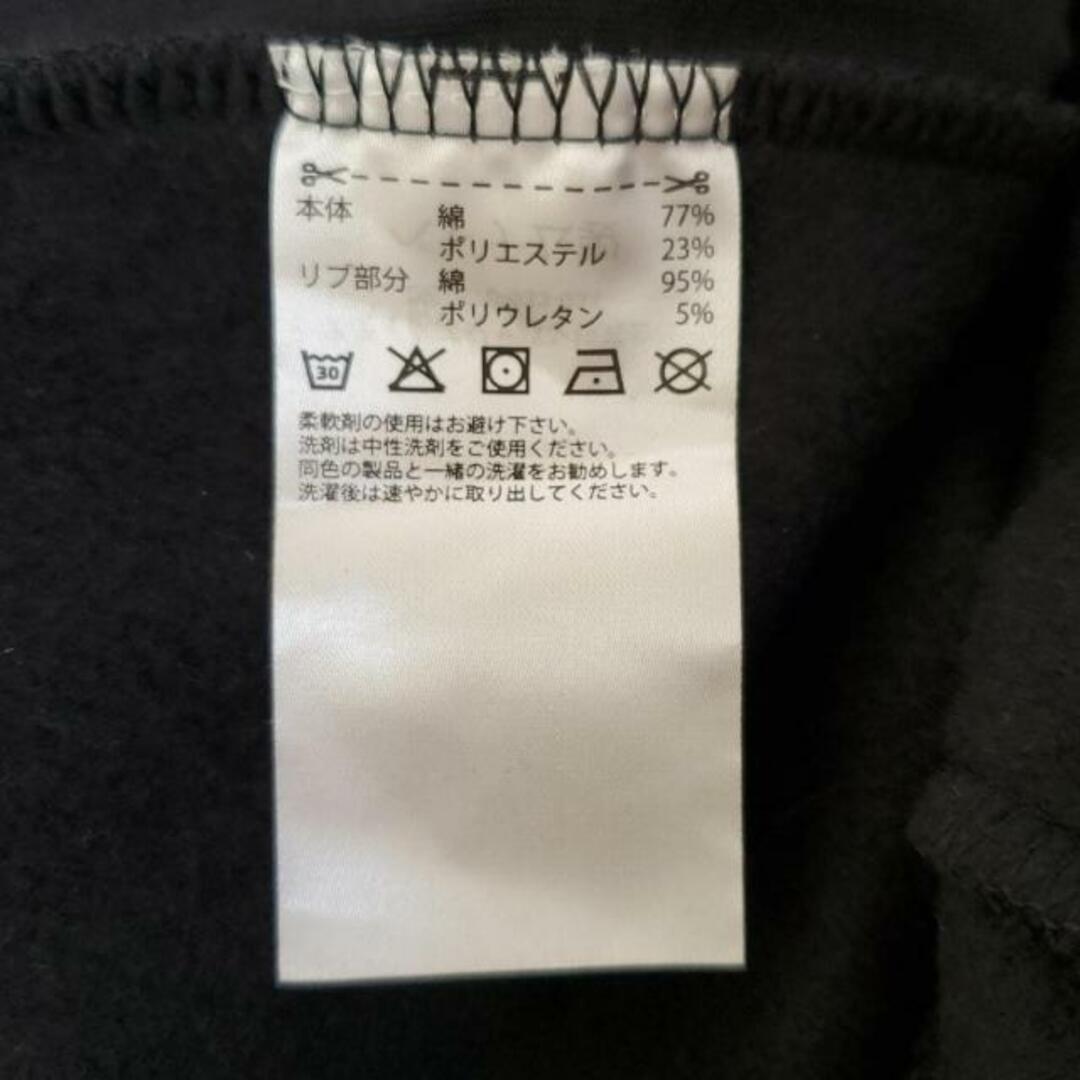 本体 綿 77%
ポリエステル 23%
リブ部分 綿 95%
ポリウレタン 5%
30
柔軟剤の使用はお避け下さい。
洗剤は中性洗剤をご使用ください。
同色の製品と一緒の洗濯をお勧めします。
洗濯後は速やかに取り出してください。